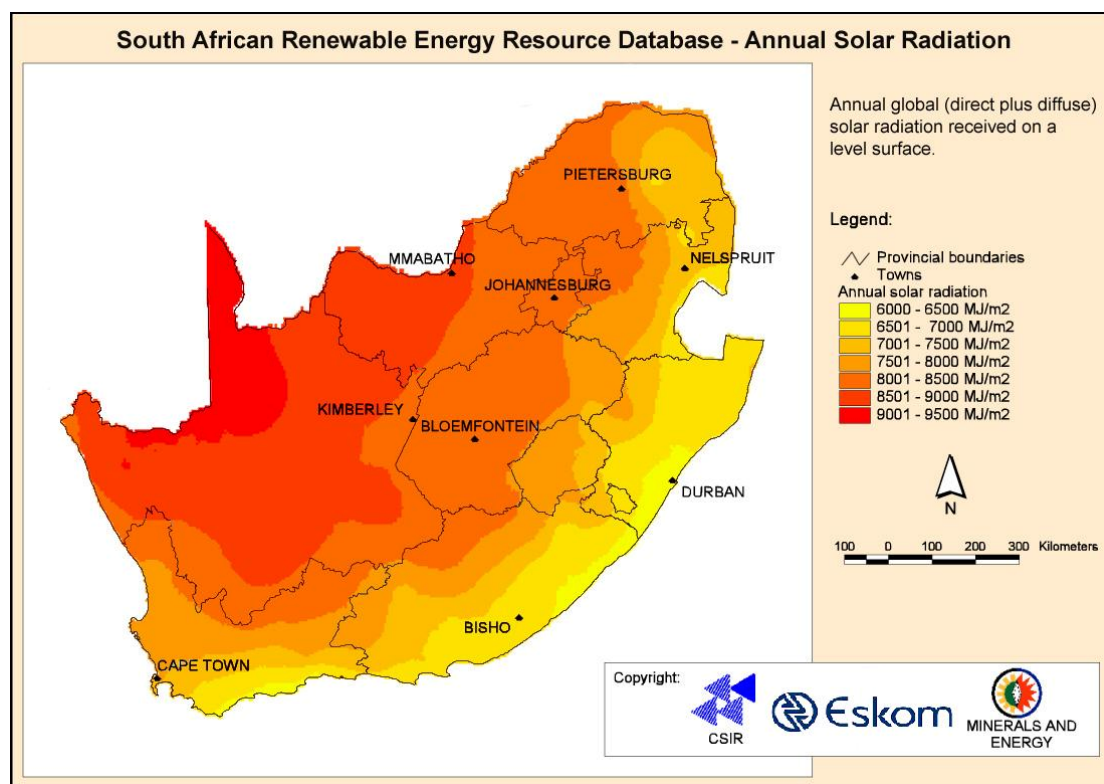 South African Renewable Energy Resource Database - Annual Solar Radiation
Annual global (direct plus diffuse)
solar radiation received on a
level surface.
PIETERSBURG
MMABATHO
NELSPRUIT
JOHANNESBURG
KIMBERLEY
BLOEMFONTEIN
DURBAN
BISHO
CAPE TOWN
Legend:
Provincial boundaries
Towns
Annual solar radiation
6000 - 6500 MJ/m2
6501 - 7000 MJ/m2
7001 - 7500 MJ/m2
7501 - 8000 MJ/m2
8001 - 8500 MJ/m2
8501 - 9000 MJ/m2
9001 - 9500 MJ/m2
N
100 0 100 200 300 Kilometers
Copyright:
CSIR
Eskom
MINERALS AND
ENERGY